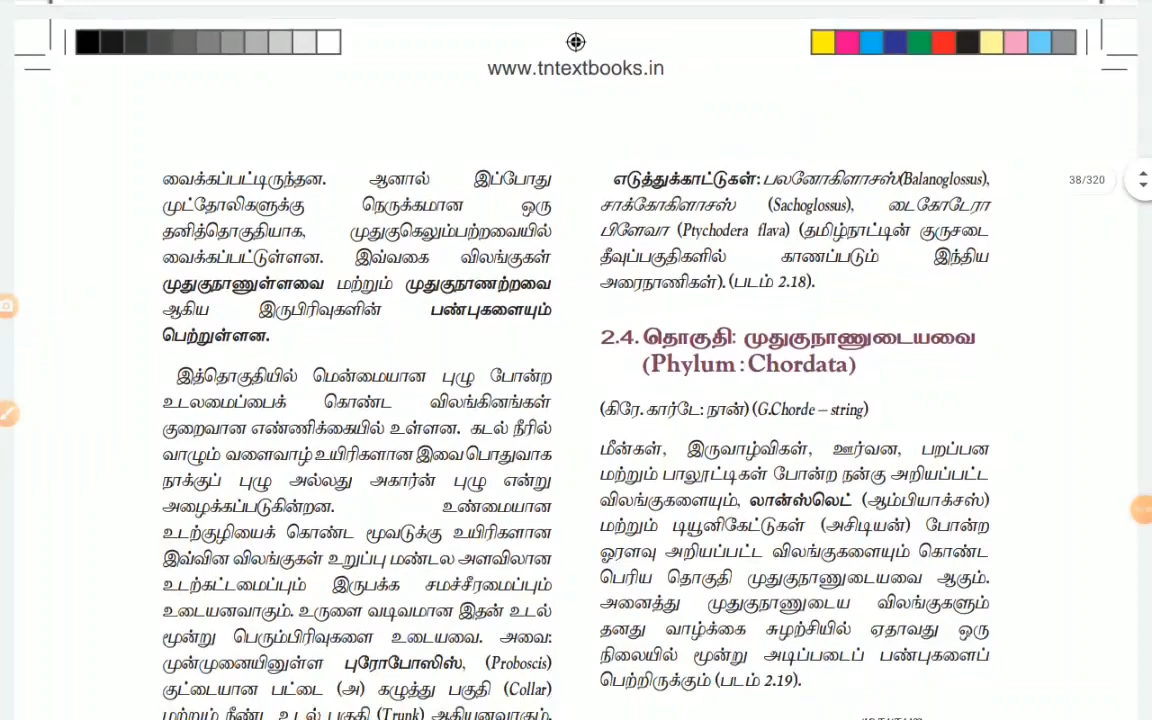 www.tntextbooks.in
38/320
வைக்கப்பட்டிருந்தன. ஆனால் இப்போது
முட்தோலிகளுக்கு நெருக்கமான ஒரு
தனித்தொகுதியாக, முதுகுகெலும்பற்றவையில்
வைக்கப்பட்டுள்ளன. இவ்வகை விலங்குகள்
முதுகுநாணுள்ளவை மற்றும் முதுகுநாணற்றவை
ஆகிய இருபிரிவுகளின் பண்புகளையும்
பெற்றுள்ளன.
இத்தொகுதியில் மென்மையான புழு போன்ற
உடலமைப்பைக் கொண்ட விலங்கினங்கள்
குறைவான எண்ணிக்கையில் உள்ளன. கடல் நீரில்
வாழும் வளைவாழ் உயிரிகளான இவை பொதுவாக
நாக்குப் புழு அல்லது அகார்ன் புழு என்று
அழைக்கப்படுகின்றன. உண்மையான
உடற்குழியைக் கொண்ட மூவடுக்கு உயிரிகளான
இவ்வின விலங்குகள் உறுப்பு மண்டல அளவிலான
உடற்கட்டமைப்பும் இருபக்க சமச்சீரமைப்பும்
உடையனவாகும். உருளை வடிவமான இதன் உடல்
மூன்று பெரும்பிரிவுகளை உடையவை. அவை:
முன்முனையினுள்ள புரோபோஸிஸ், (Proboscis)
குட்டையான பட்டை (அ) கழுத்து பகுதி (Collar)
மற்றும் நீண்ட உடல் பகுதி (Trunk) ஆகியனவாகும்.
எடுத்துக்காட்டுகள்: பலனோகிளாசஸ்(Balanoglossus),
சாக்கோகிளாசஸ் (Sachoglossus), டைகோடேரா
பிளேவா (Ptychodera flava) (தமிழ்நாட்டின் குருசடை
தீவுப்பகுதிகளில் காணப்படும் இந்திய
அரைநாணிகள்). (படம் 2.18).
2.4. தொகுதி: முதுகுநாணுடையவை
(Phylum : Chordata)
(கிரே. கார்டே: நான்) (G.Chorde – string)
மீன்கள், இருவாழ்விகள், ஊர்வன, பறப்பன
மற்றும் பாலூட்டிகள் போன்ற நன்கு அறியப்பட்ட
விலங்குகளையும், லான்ஸ்லெட் (ஆம்பியாக்சஸ்)
மற்றும் டியூனிகேட்டுகள் (அசிடியன்) போன்ற
ஓரளவு அறியப்பட்ட விலங்குகளையும் கொண்ட
பெரிய தொகுதி முதுகுநாணுடையவை ஆகும்.
அனைத்து முதுகுநாணுடைய விலங்குகளும்
தனது வாழ்க்கை சுழற்சியில் ஏதாவது ஒரு
நிலையில் மூன்று அடிப்படைப் பண்புகளைப்
பெற்றிருக்கும் (படம் 2.19).